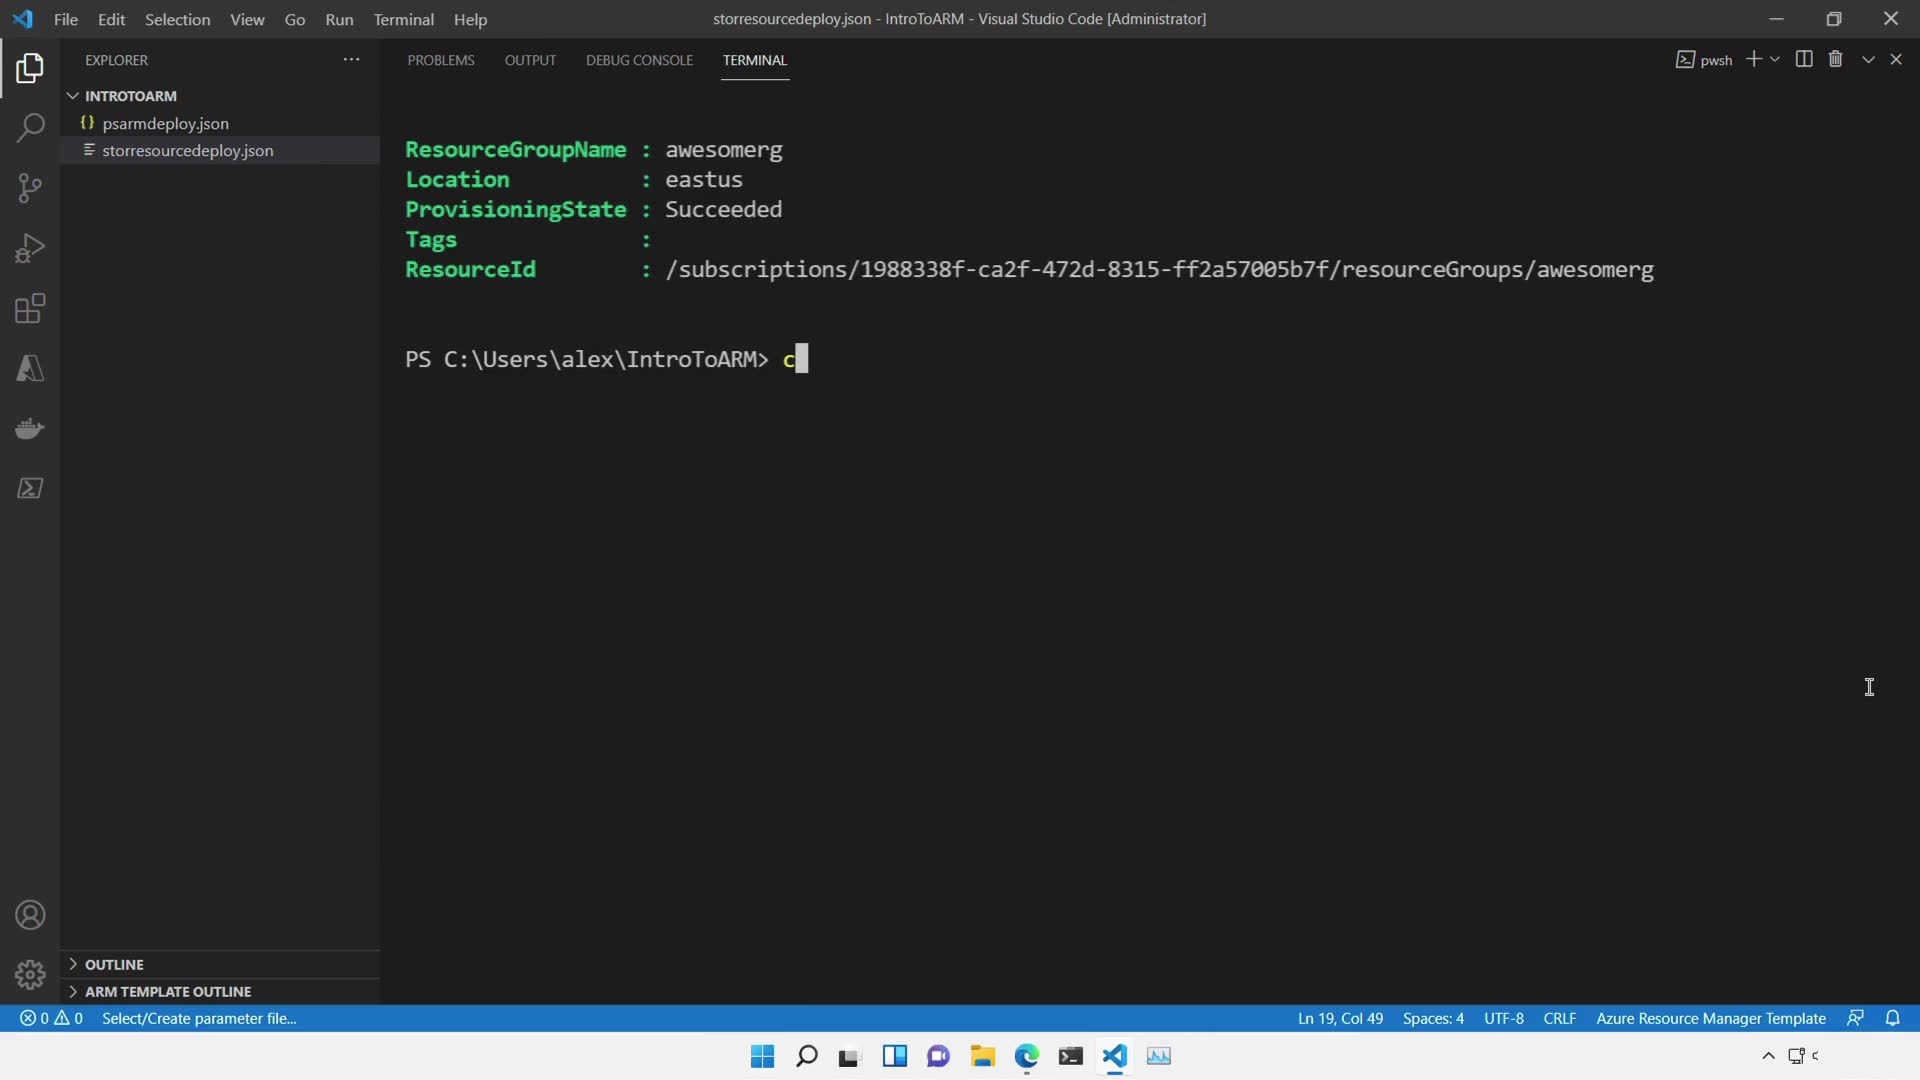 File Edit Selection View Go Run Terminal Help
storresourcedeploy.json - IntroToARM - Visual Studio Code [Administrator]
EXPLORER
PROBLEMS OUTPUT DEBUG CONSOLE TERMINAL
pwsh
INTROTOARM
{} psarmdeploy.json
storresourcedeploy.json
ResourceGroupName : awesomerg
Location : eastus
ProvisioningState : Succeeded
Tags :
ResourceId : /subscriptions/1988338f-ca2f-472d-8315-ff2a57005b7f/resourceGroups/awesomerg
PS C:\Users\alex\IntroToARM> c
OUTLINE
ARM TEMPLATE OUTLINE
0 0 Select/Create parameter file...
Ln 19, Col 49 Spaces: 4 UTF-8 CRLF Azure Resource Manager Template